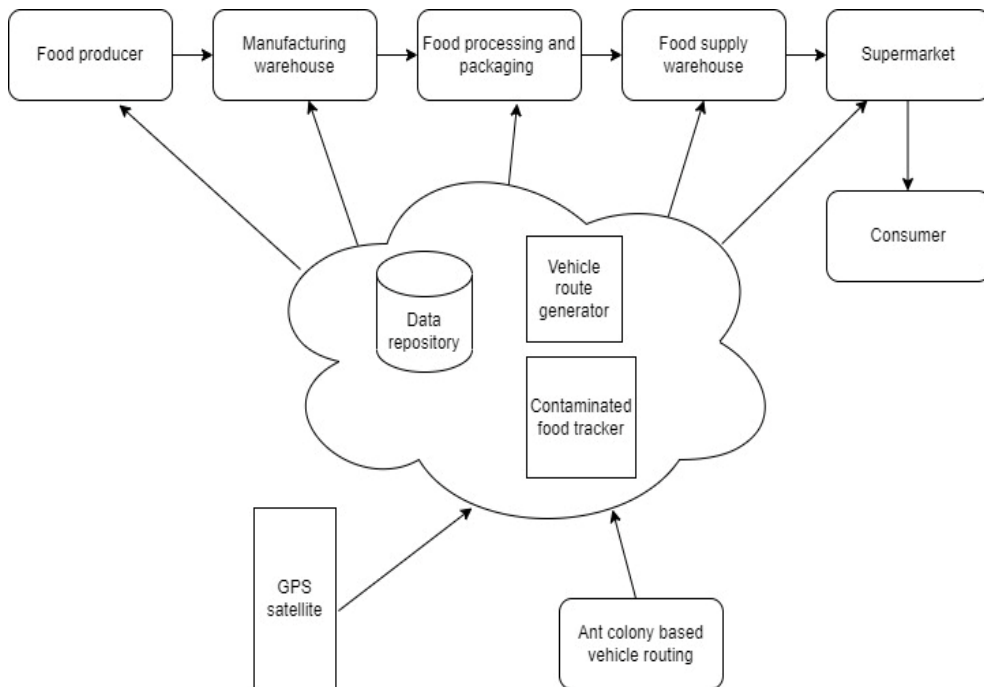 Food producer
Manufacturing
warehouse
Food processing and
packaging
Food supply
warehouse
Supermarket
Consumer
Vehicle
route
generator
Data
repository
Contaminated
food tracker
GPS
satellite
Ant colony based
vehicle routing